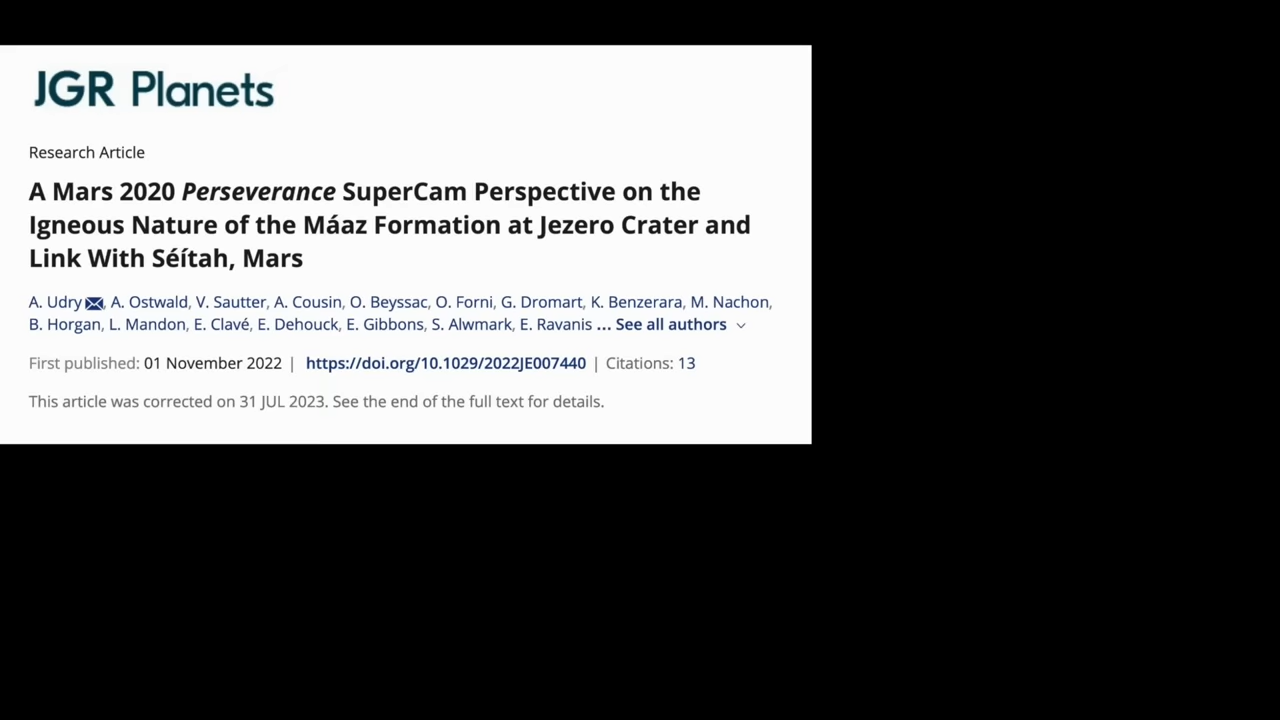 JGR Planets
Research Article
A Mars 2020 Perseverance SuperCam Perspective on the
Igneous Nature of the Máaz Formation at Jezero Crater and
Link With Séítah, Mars
A. Udry, A. Ostwald, V. Sautter, A. Cousin, O. Beyssac, O. Forni, G. Dromart, K. Benzerara, M. Nachon,
B. Horgan, L. Mandon, E. Clavé, E. Dehouck, E. Gibbons, S. Alwmark, E. Ravanis ... See all authors
First published: 01 November 2022 | https://doi.org/10.1029/2022JE007440 | Citations: 13
This article was corrected on 31 JUL 2023. See the end of the full text for details.